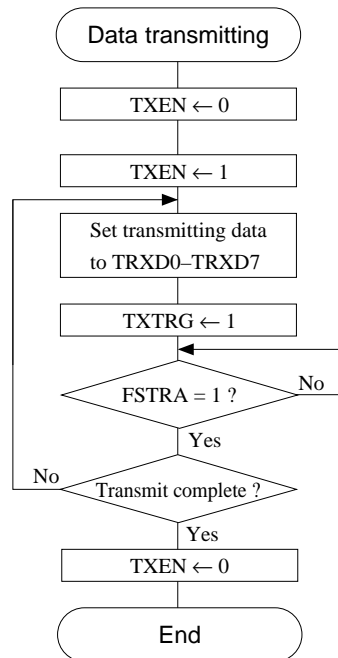 Data transmitting
TXEN ← 0
TXEN ← 1
Set transmitting data
to TRXD0–TRXD7
TXTRG ← 1
FSTRA = 1 ?
No
Yes
No
Transmit complete ?
Yes
TXEN ← 0
End